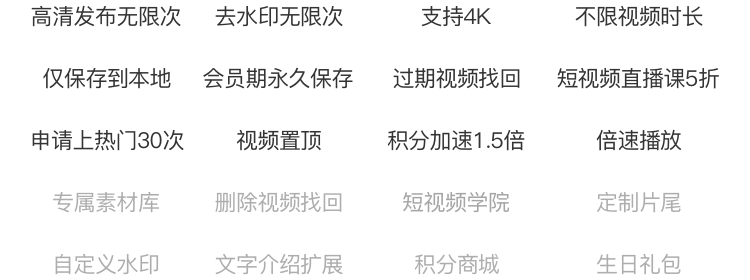 高清发布无限次 去水印无限次 支持4K 不限视频时长
仅保存到本地 会员期永久保存 过期视频找回 短视频直播课5折
申请上热门30次 视频置顶 积分加速1.5倍 倍速播放
专属素材库 删除视频找回 短视频学院 定制片尾
自定义水印 文字介绍扩展 积分商城 生日礼包